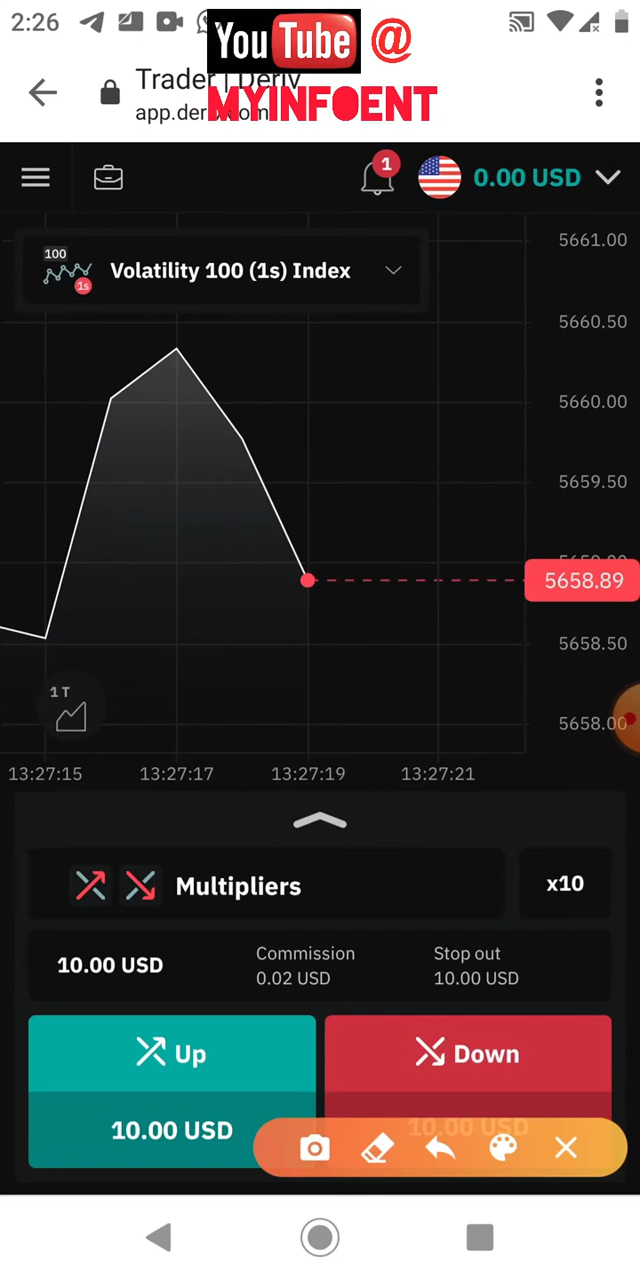 2:26
YouTube @
Trader | Deriv
MYINFOENT
1
0.00 USD
100
1s
Volatility 100 (1s) Index
5661.00
5660.50
5660.00
5659.50
5658.89
5658.50
5658.00
1 T
13:27:15 13:27:17 13:27:19 13:27:21
Multipliers
x10
10.00 USD
Commission
0.02 USD
Stop out
10.00 USD
Up
Down
10.00 USD
10.00 USD